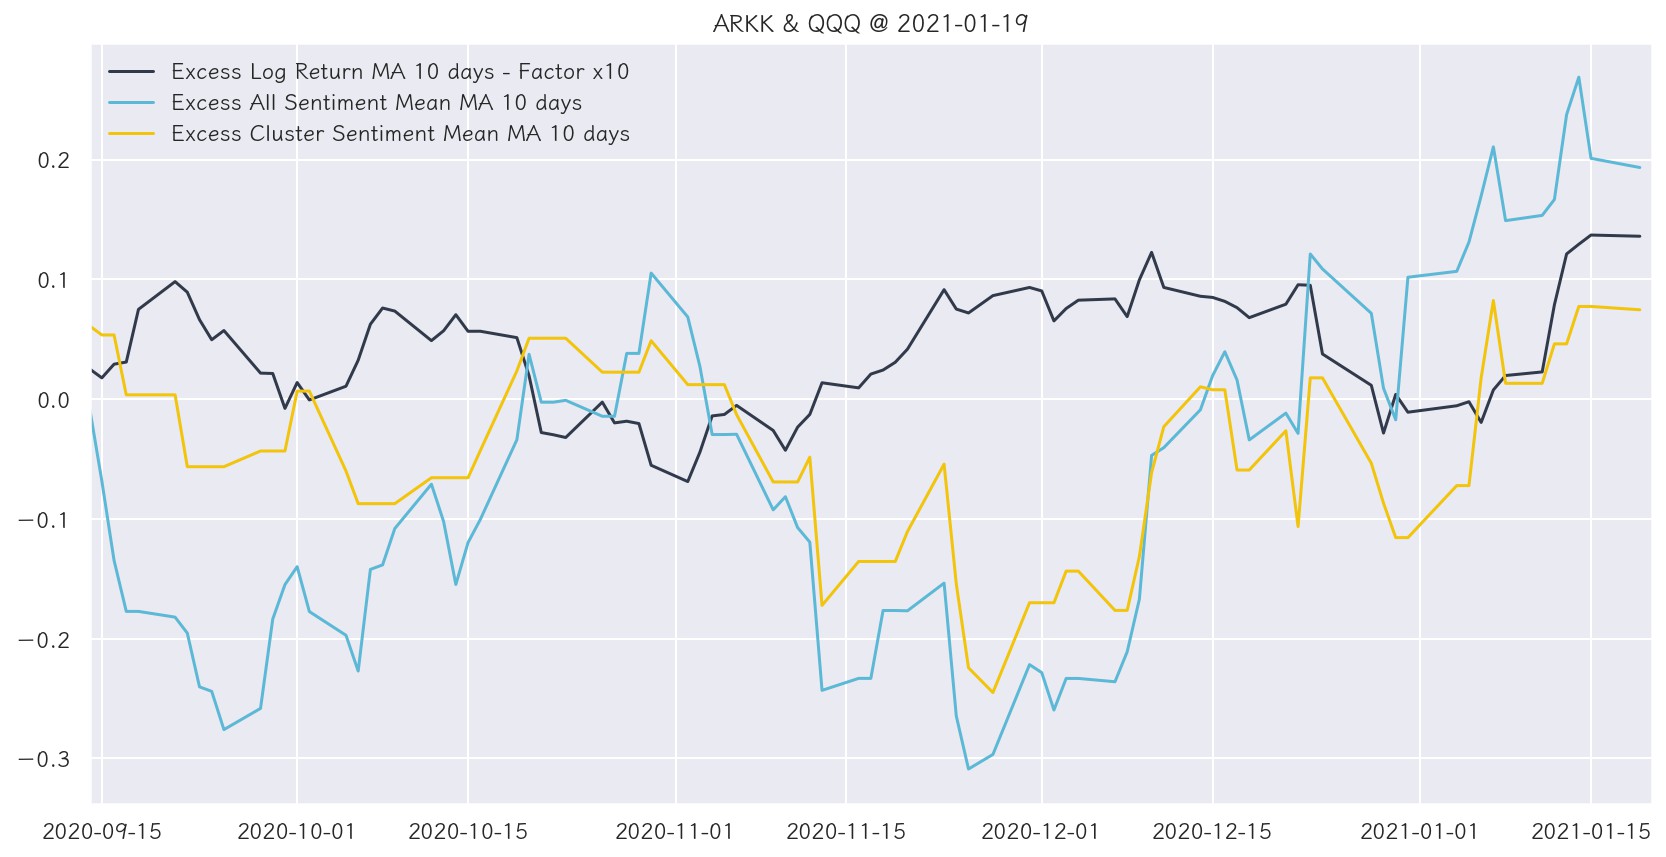 ARKK & QQQ @ 2021-01-19
Excess Log Return MA 10 days - Factor x10
Excess All Sentiment Mean MA 10 days
Excess Cluster Sentiment Mean MA 10 days
0.2
0.1
0.0
−0.1
−0.2
−0.3
2020-09-15 2020-10-01 2020-10-15 2020-11-01 2020-11-15 2020-12-01 2020-12-15 2021-01-01 2021-01-15